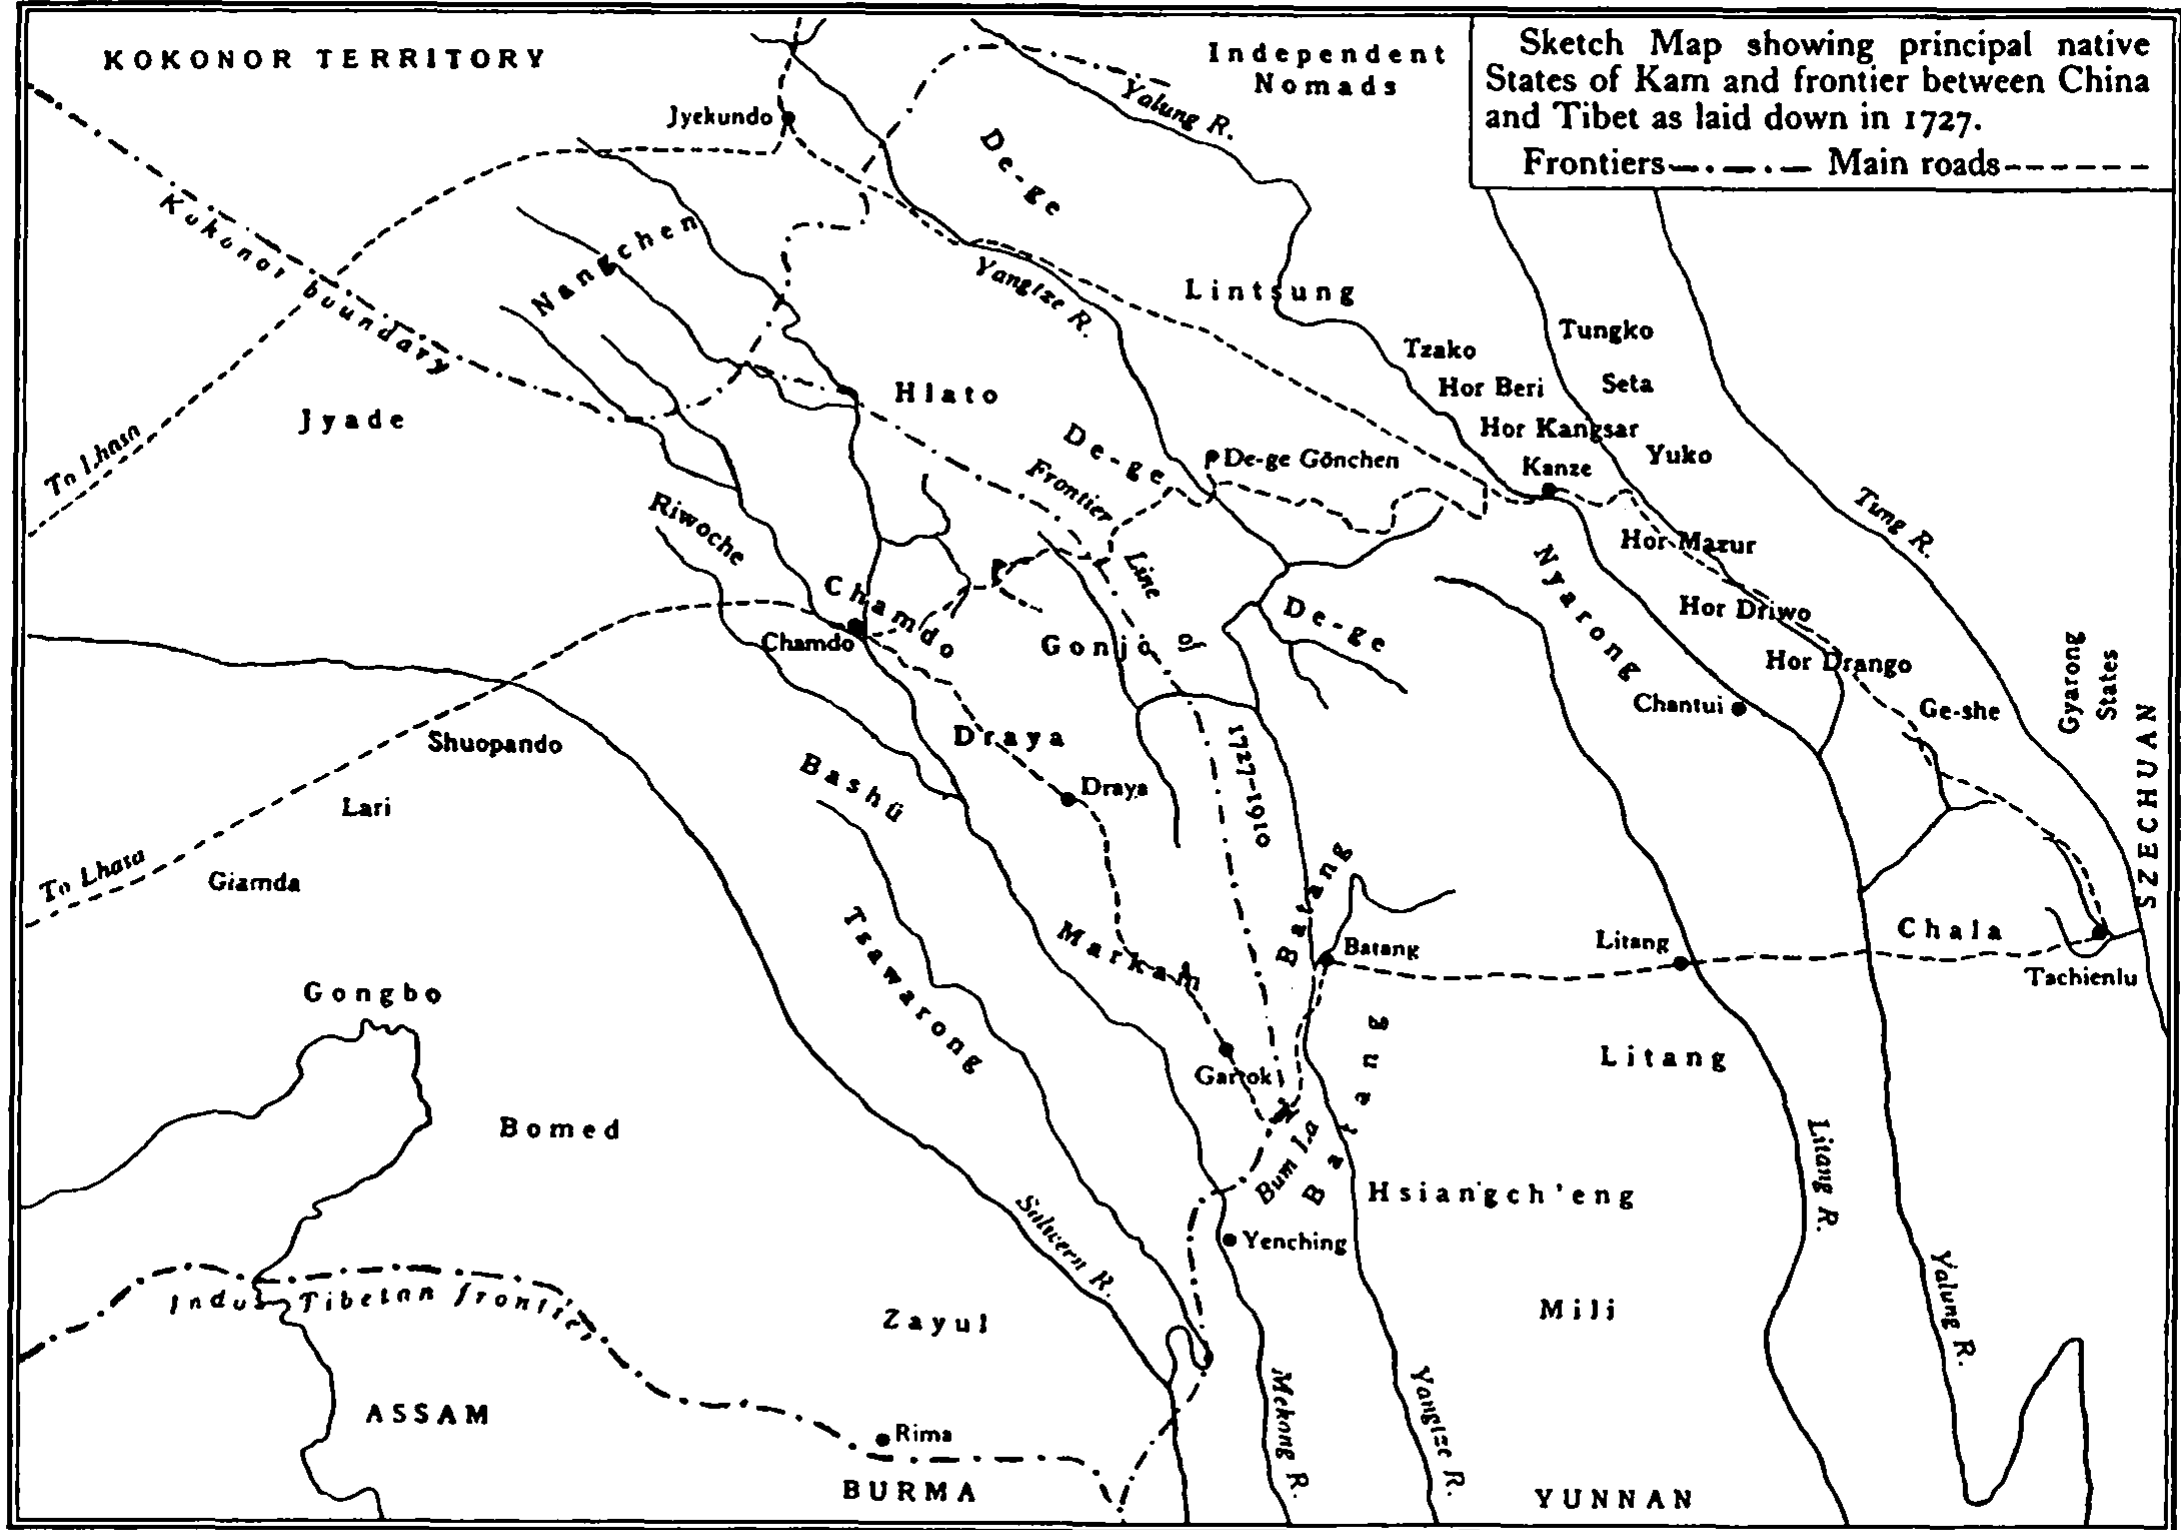 Sketch Map showing principal native
States of Kam and frontier between China
and Tibet as laid down in 1727.
Frontiers Main roads
KOKONOR TERRITORY
Independent
Nomads
Yalung R.
Jyekundo
De-ge
Kokonor boundary
Nangchen
Yangtze R.
Lintsung
Tungko
Tzako
Hor Beri
Seta
Hlato
Jyade
Hor Kangsar
Yuko
De-ge
De-ge Gönchen
Kanze
To Lhasa
Frontier Line of 1727-1910
Riwoche
Tung R.
Hor Mazur
Nyarong
Chamdo
Chamdo
Gonjo
De-ge
Hor Driwo
Hor Drango
Gyarong
States
Chantui
Ge-she
SZECHUAN
Shuopando
Draya
Draya
Bashü
Lari
To Lhasa
Giamda
Batang
Batang
Markam
Litang
Chala
Tachienlu
Tsawarong
Gongbo
Gartok
Litang
Batang
Bomed
Bum La
Litang R.
Hsiangch'eng
Salwern R.
Yenching
Yalung R.
Indo-Tibetan frontier
Zayul
Mili
Mekong R.
Yangtze R.
ASSAM
Rima
BURMA
YUNNAN